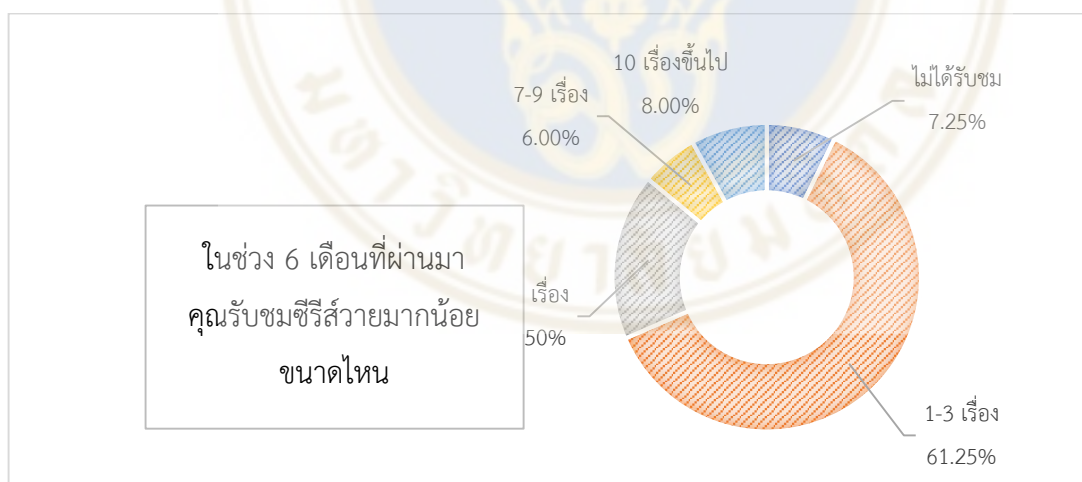 10 เรื่องขึ้นไป
8.00%
ไม่ได้รับชม
7.25%
7-9 เรื่อง
6.00%
ในช่วง 6 เดือนที่ผ่านมา
คุณรับชมซีรีส์วายมากน้อย
ขนาดไหน
เรื่อง
50%
1-3 เรื่อง
61.25%